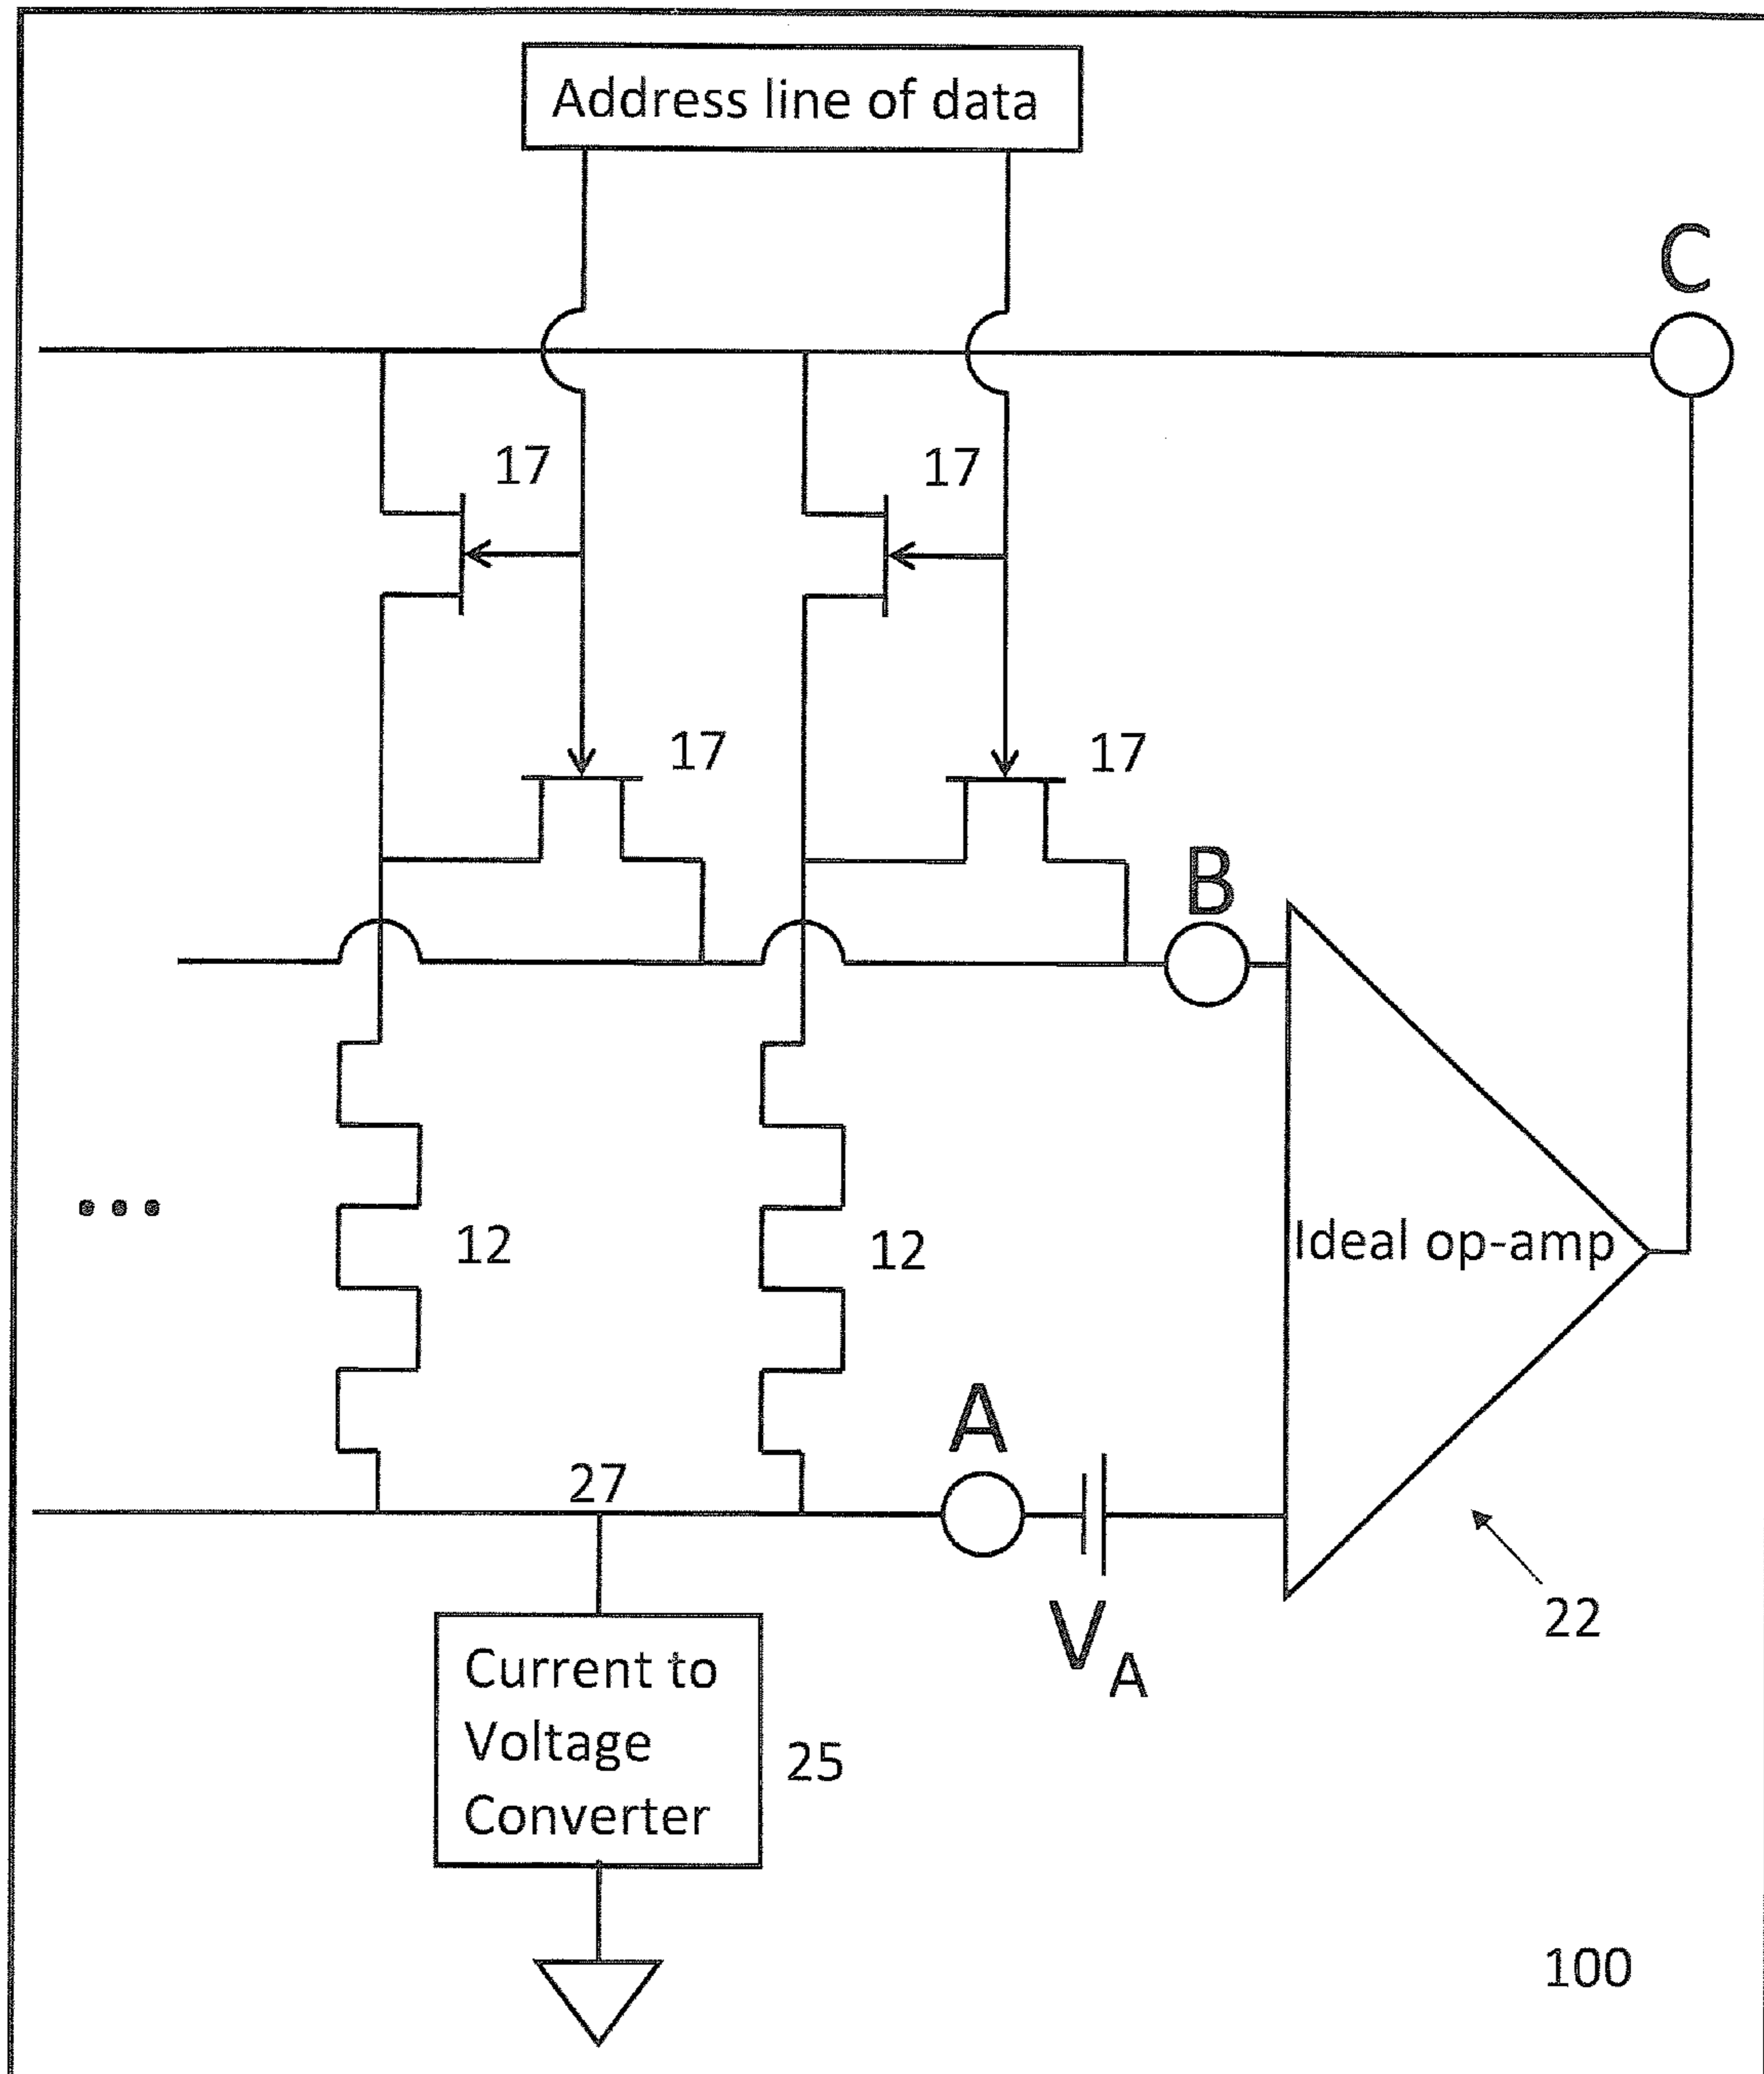 Address line of data
C
17
17
17
17
B
12
12
Ideal op-amp
A
27
V A
22
Current to
Voltage
Converter
25
100